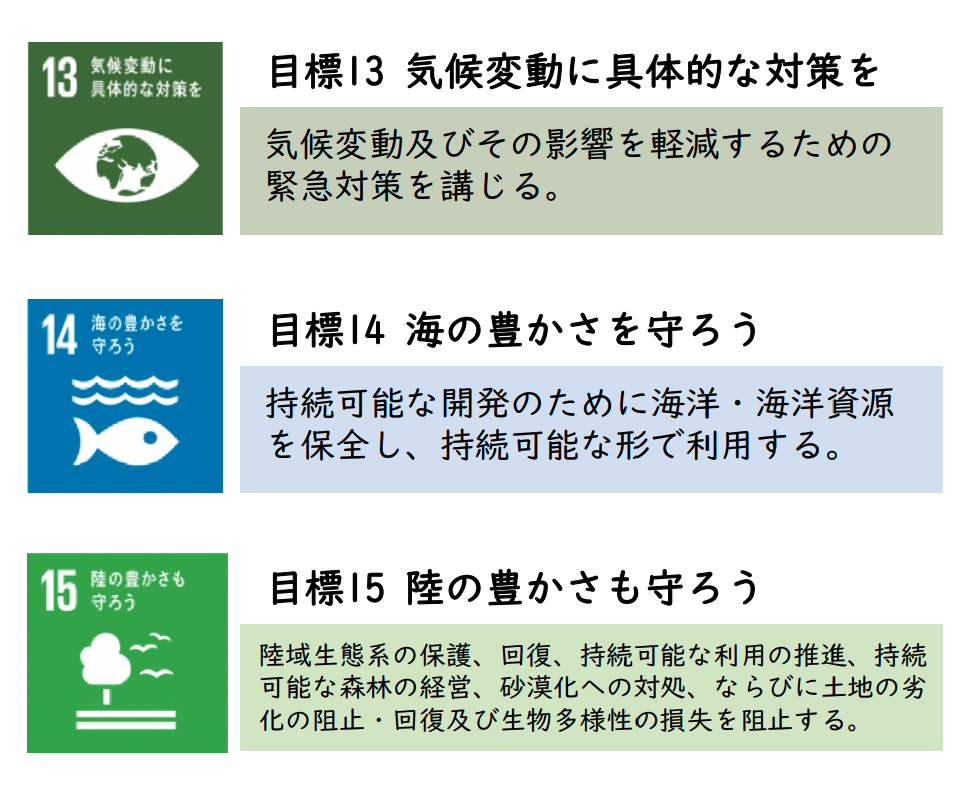 13 気候変動に
具体的な対策を
目標13 気候変動に具体的な対策を
気候変動及びその影響を軽減するための
緊急対策を講じる。
14 海の豊かさを
守ろう
目標14 海の豊かさを守ろう
持続可能な開発のために海洋・海洋資源
を保全し、持続可能な形で利用する。
15 陸の豊かさも
守ろう
目標15 陸の豊かさも守ろう
陸域生態系の保護、回復、持続可能な利用の推進、持続
可能な森林の経営、砂漠化への対処、ならびに土地の劣
化の阻止・回復及び生物多様性の損失を阻止する。